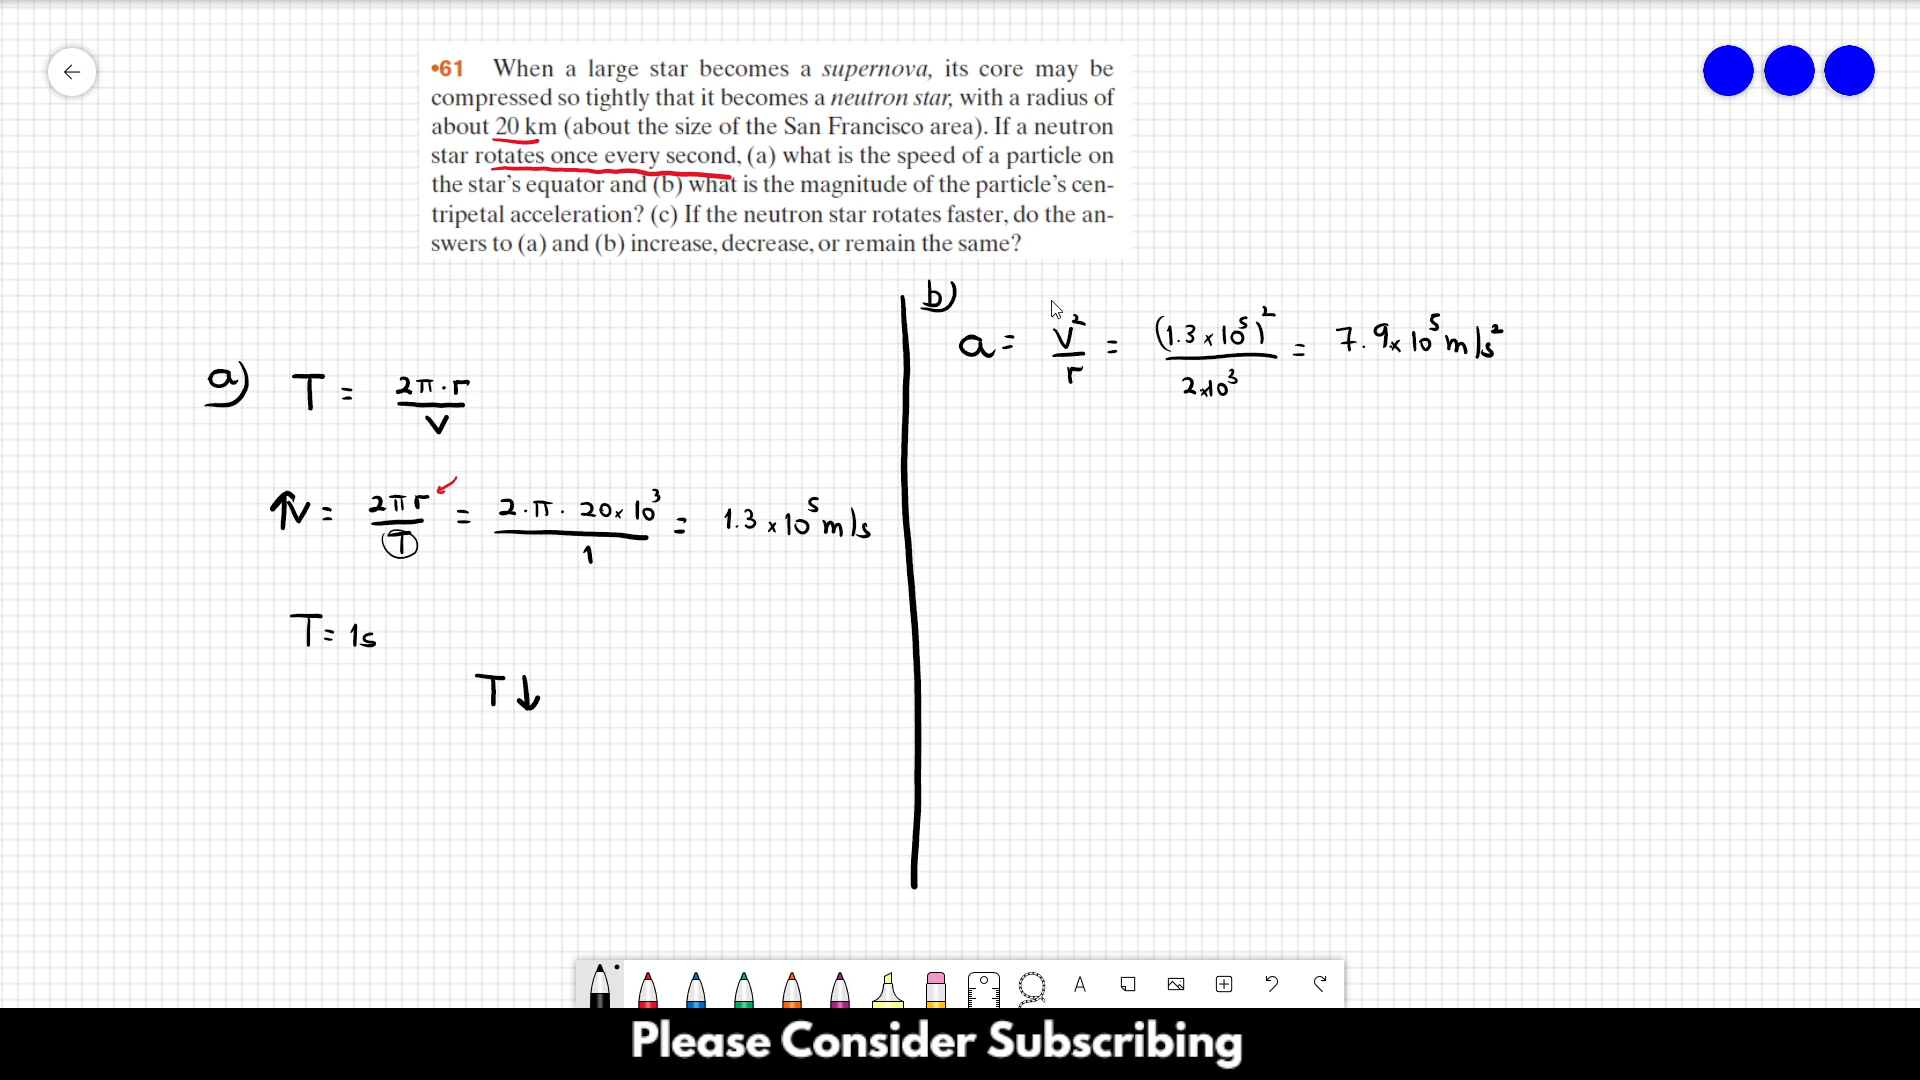 •61 When a large star becomes a supernova, its core may be
compressed so tightly that it becomes a neutron star, with a radius of
about 20 km (about the size of the San Francisco area). If a neutron
star rotates once every second, (a) what is the speed of a particle on
the star's equator and (b) what is the magnitude of the particle's cen-
tripetal acceleration? (c) If the neutron star rotates faster, do the an-
swers to (a) and (b) increase, decrease, or remain the same?
a) T = 2π·r / V
↑V = 2πr / T = 2·π·20×10³ / 1 = 1.3×10⁵ m/s
T = 1s
T↓
b)
a = V² / r = (1.3×10⁵)² / 2×10³ = 7.9×10⁵ m/s²
A
Please Consider Subscribing